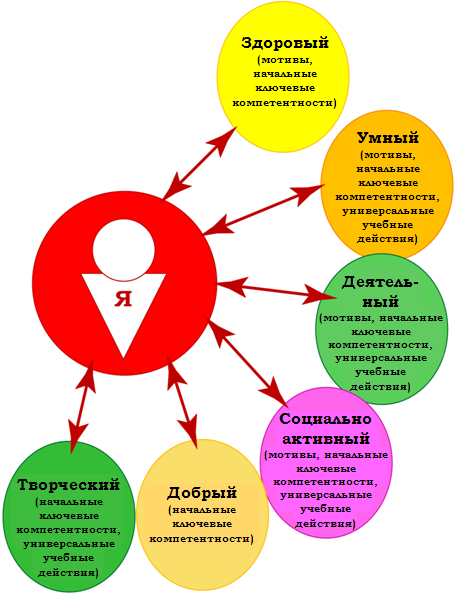 Здоровый
(мотивы,
начальные
ключевые
компетентности)
Умный
(мотивы,
начальные
ключевые
компетентности,
универсальные
учебные
действия)
Деятель-
ный
(мотивы, начальные
ключевые
компетентности,
универсальные
учебные
действия)
Я
Социально
активный
(мотивы, начальные
ключевые
компетентности,
универсальные
учебные
действия)
Добрый
(начальные
ключевые
компетентности)
Творческий
(начальные
ключевые
компетентности,
универсальные
учебные
действия)